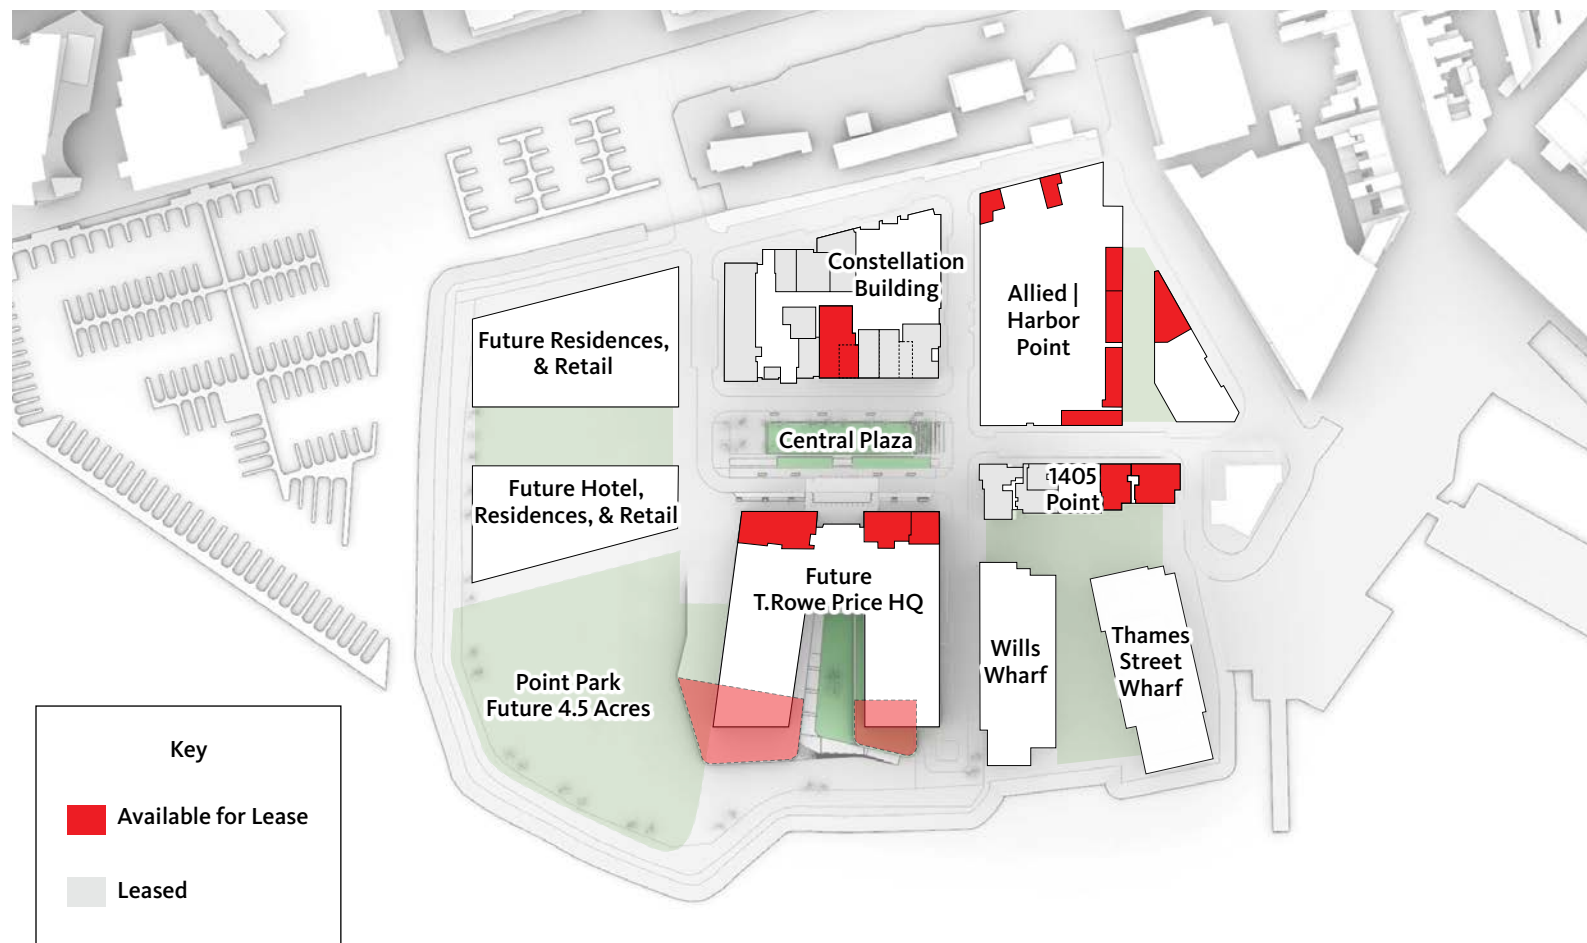 Constellation
Building
Allied |
Harbor
Point
Future Residences,
& Retail
Central Plaza
Future Hotel,
Residences, & Retail
1405
Point
Future
T.Rowe Price HQ
Wills
Wharf
Thames
Street
Wharf
Point Park
Future 4.5 Acres
Key
Available for Lease
Leased